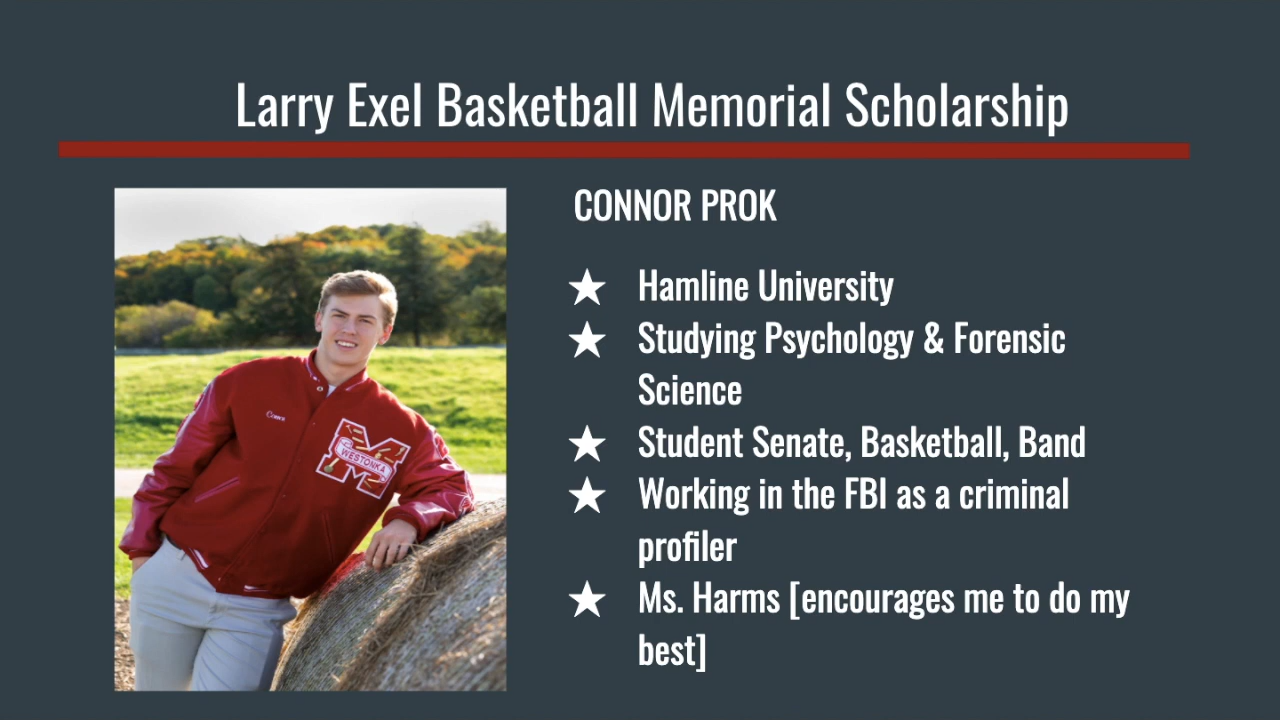 Larry Exel Basketball Memorial Scholarship
CONNOR PROK
★ Hamline University
★ Studying Psychology & Forensic
Science
★ Student Senate, Basketball, Band
★ Working in the FBI as a criminal
profiler
★ Ms. Harms [encourages me to do my
best]
Connor
M
WESTONKA